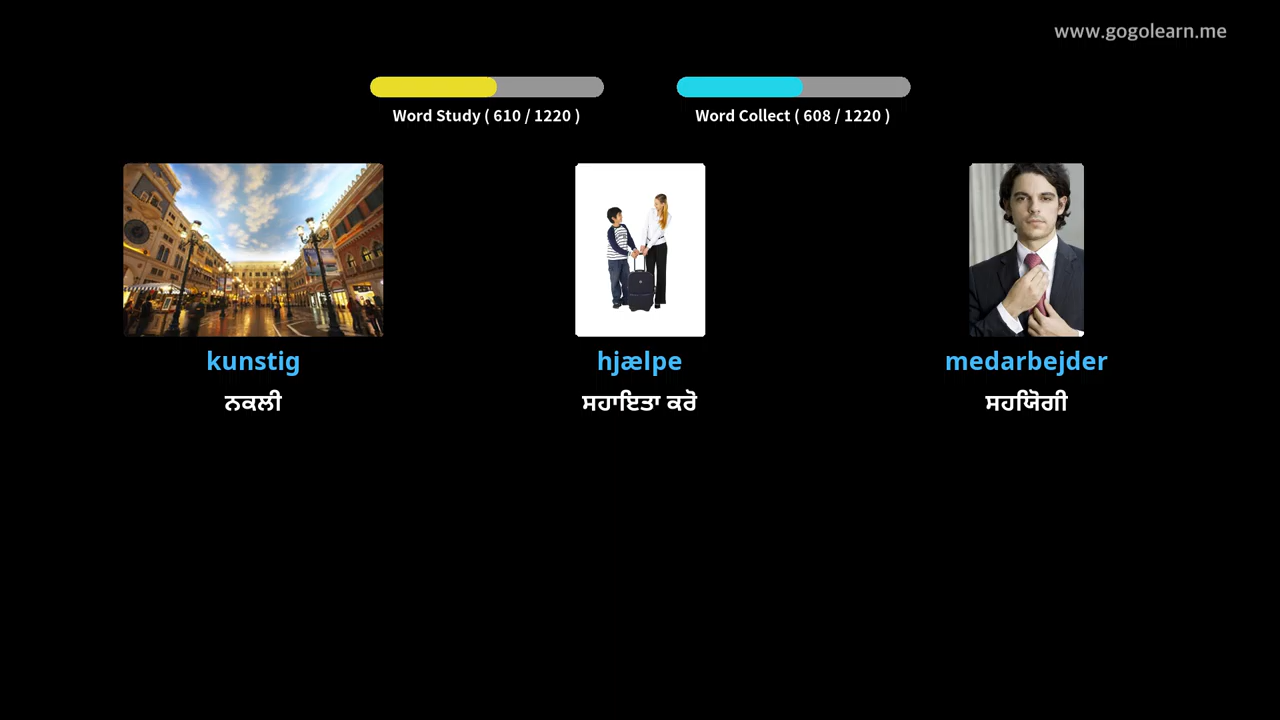 www.gogolearn.me
Word Study ( 610 / 1220 )
Word Collect ( 608 / 1220 )
kunstig
hjælpe
medarbejder
ਨਕਲੀ
ਸਹਾਇਤਾ ਕਰੋ
ਸਹਯਿੋਗੀ